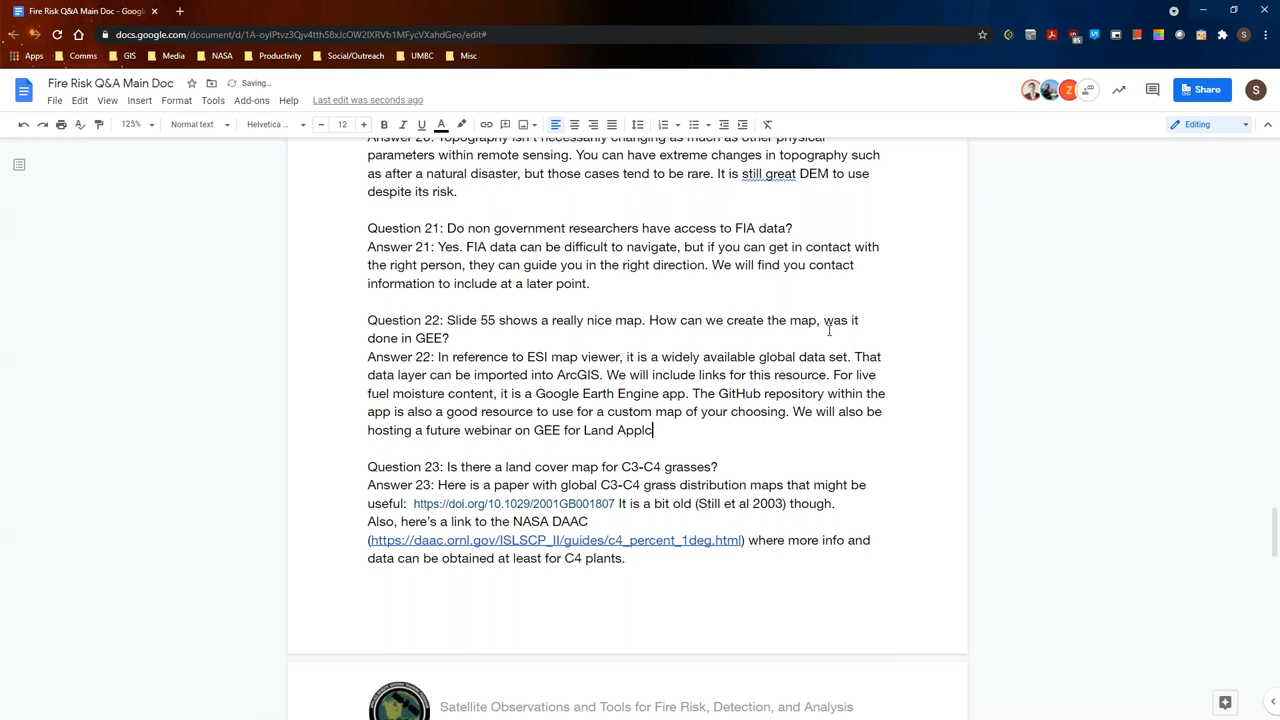 Fire Risk Q&A Main Doc - Googl
docs.google.com/document/d/1A-oyIPtvz3Qjv4tth58xJcOW2IXRVb1MFycVXahdGeo/edit#
Apps Comms GIS Media NASA Productivity Social/Outreach UMBC Misc
Fire Risk Q&A Main Doc Saving...
File Edit View Insert Format Tools Add-ons Help Last edit was seconds ago
Share
S
Z
125% Normal text Helvetica ... 12 Editing
parameters within remote sensing. You can have extreme changes in topography such
as after a natural disaster, but those cases tend to be rare. It is still great DEM to use
despite its risk.
Question 21: Do non government researchers have access to FIA data?
Answer 21: Yes. FIA data can be difficult to navigate, but if you can get in contact with
the right person, they can guide you in the right direction. We will find you contact
information to include at a later point.
Question 22: Slide 55 shows a really nice map. How can we create the map, was it
done in GEE?
Answer 22: In reference to ESI map viewer, it is a widely available global data set. That
data layer can be imported into ArcGIS. We will include links for this resource. For live
fuel moisture content, it is a Google Earth Engine app. The GitHub repository within the
app is also a good resource to use for a custom map of your choosing. We will also be
hosting a future webinar on GEE for Land Applc
Question 23: Is there a land cover map for C3-C4 grasses?
Answer 23: Here is a paper with global C3-C4 grass distribution maps that might be
useful: https://doi.org/10.1029/2001GB001807 It is a bit old (Still et al 2003) though.
Also, here's a link to the NASA DAAC
(https://daac.ornl.gov/ISLSCP_II/guides/c4_percent_1deg.html) where more info and
data can be obtained at least for C4 plants.
Satellite Observations and Tools for Fire Risk, Detection, and Analysis